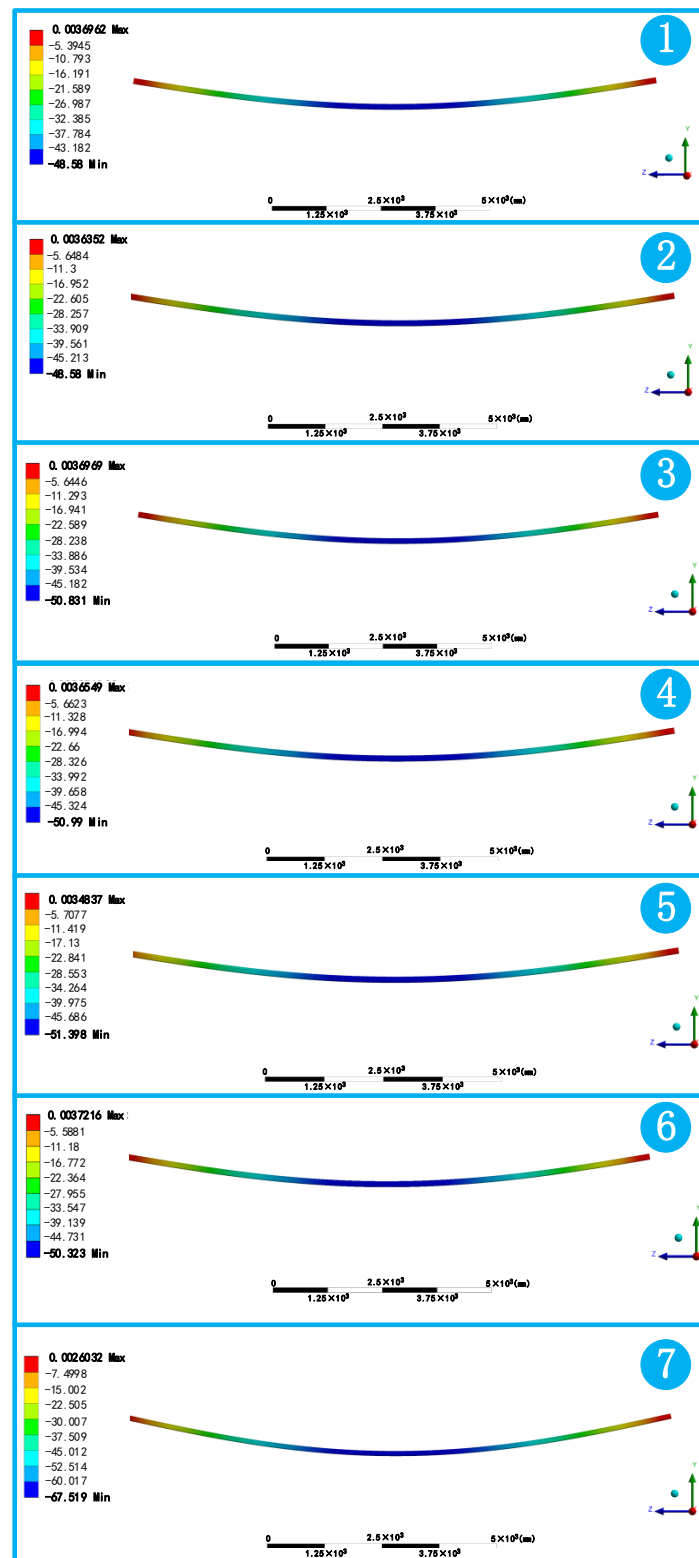 1
0.0036962 Max
-5.3945
-10.793
-16.191
-21.589
-26.987
-32.385
-37.784
-43.182
-48.58 Min
Y
Z
0 2.5×10³ 5×10³(mm)
1.25×10³ 3.75×10³
2
0.0036352 Max
-5.6484
-11.3
-16.952
-22.605
-28.257
-33.909
-39.561
-45.213
-48.58 Min
Y
Z
0 2.5×10³ 5×10³(mm)
1.25×10³ 3.75×10³
3
0.0036969 Max
-5.6446
-11.293
-16.941
-22.589
-28.238
-33.886
-39.534
-45.182
-50.831 Min
Y
Z
0 2.5×10³ 5×10³(mm)
1.25×10³ 3.75×10³
4
0.0036549
-5.6623
-11.328
-16.994
-22.66
-28.326
-33.992
-39.658
-45.324
-50.99 Min
Y
Z
0 2.5×10³ 5×10³(mm)
1.25×10³ 3.75×10³
5
0.0034837 Max
-5.7077
-11.419
-17.13
-22.841
-28.553
-34.264
-39.975
-45.686
-51.398 Min
Y
Z
0 2.5×10³ 5×10³(mm)
1.25×10³ 3.75×10³
6
0.0037216 Max
-5.5881
-11.18
-16.772
-22.364
-27.955
-33.547
-39.139
-44.731
-50.323 Min
Y
Z
0 2.5×10³ 5×10³(mm)
1.25×10³ 3.75×10³
7
0.0026032 Max
-7.4998
-15.002
-22.505
-30.007
-37.509
-45.012
-52.514
-60.017
-67.519 Min
Y
Z
0 2.5×10³ 5×10³(mm)
1.25×10³ 3.75×10³